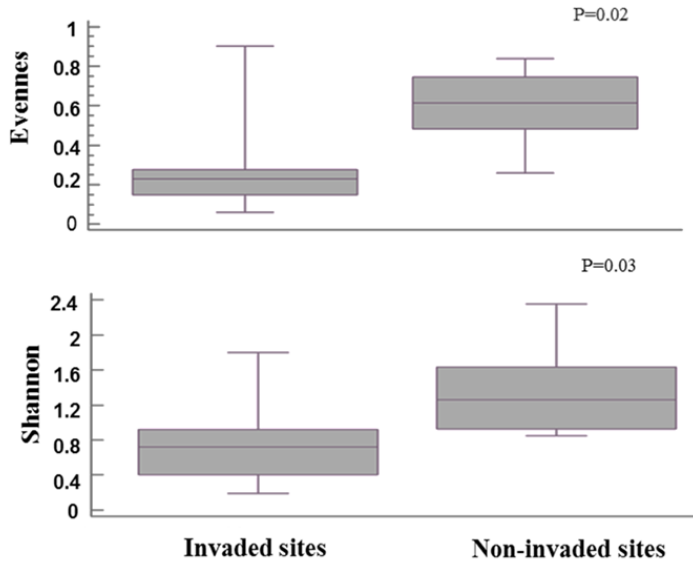 P=0.02
Evennes
1
0.8
0.6
0.4
0.2
0
P=0.03
Shannon
2.4
2
1.6
1.2
0.8
0.4
0
Invaded sites
Non-invaded sites